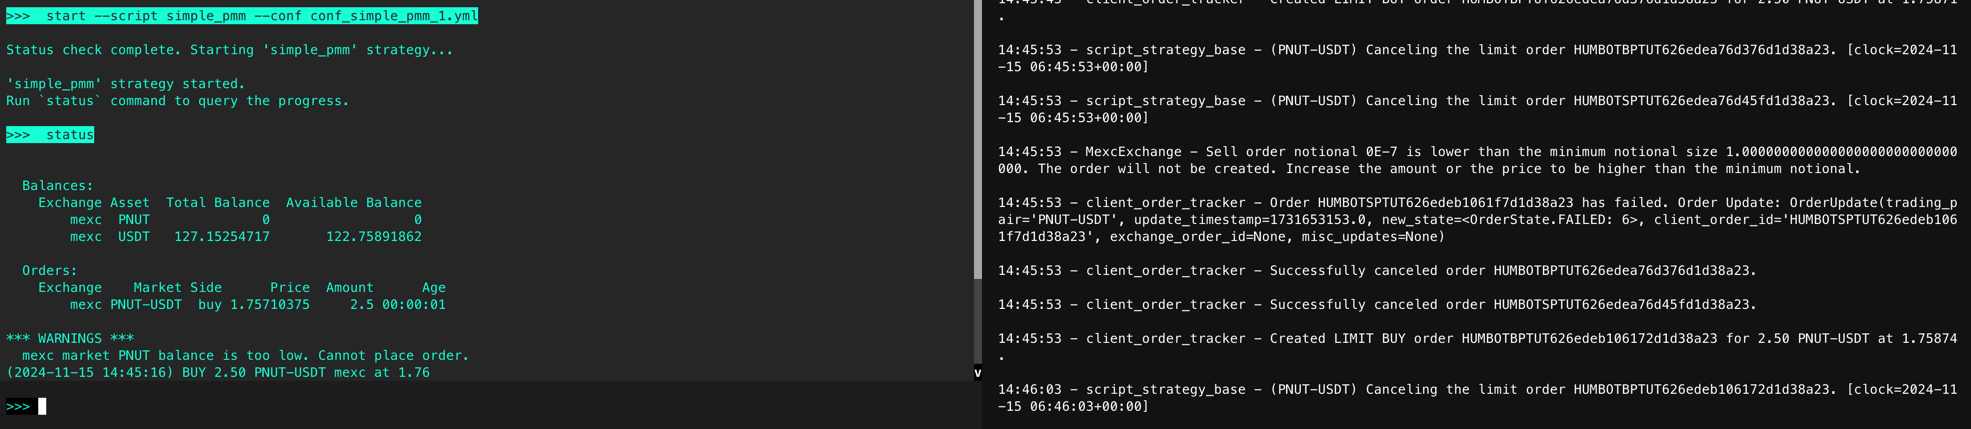 >>>  start --script simple_pmm --conf conf_simple_pmm_1.yml
Status check complete. Starting 'simple_pmm' strategy...
'simple_pmm' strategy started.
Run `status` command to query the progress.
>>>  status
Balances:
Exchange Asset  Total Balance  Available Balance
mexc  PNUT              0                  0
mexc  USDT   127.15254717       122.75891862
Orders:
Exchange    Market Side      Price  Amount      Age
mexc PNUT-USDT  buy 1.75710375     2.5 00:00:01
*** WARNINGS ***
mexc market PNUT balance is too low. Cannot place order.
(2024-11-15 14:45:16) BUY 2.50 PNUT-USDT mexc at 1.76
v
>>>
.
14:45:53 - script_strategy_base - (PNUT-USDT) Canceling the limit order HUMBOTBPTUT626edea76d376d1d38a23. [clock=2024-11
-15 06:45:53+00:00]
14:45:53 - script_strategy_base - (PNUT-USDT) Canceling the limit order HUMBOTSPTUT626edea76d45fd1d38a23. [clock=2024-11
-15 06:45:53+00:00]
14:45:53 - MexcExchange - Sell order notional 0E-7 is lower than the minimum notional size 1.000000000000000000000000000
000. The order will not be created. Increase the amount or the price to be higher than the minimum notional.
14:45:53 - client_order_tracker - Order HUMBOTSPTUT626edeb1061f7d1d38a23 has failed. Order Update: OrderUpdate(trading_p
air='PNUT-USDT', update_timestamp=1731653153.0, new_state=<OrderState.FAILED: 6>, client_order_id='HUMBOTSPTUT626edeb106
1f7d1d38a23', exchange_order_id=None, misc_updates=None)
14:45:53 - client_order_tracker - Successfully canceled order HUMBOTBPTUT626edea76d376d1d38a23.
14:45:53 - client_order_tracker - Successfully canceled order HUMBOTSPTUT626edea76d45fd1d38a23.
14:45:53 - client_order_tracker - Created LIMIT BUY order HUMBOTBPTUT626edeb106172d1d38a23 for 2.50 PNUT-USDT at 1.75874
.
14:46:03 - script_strategy_base - (PNUT-USDT) Canceling the limit order HUMBOTBPTUT626edeb106172d1d38a23. [clock=2024-11
-15 06:46:03+00:00]